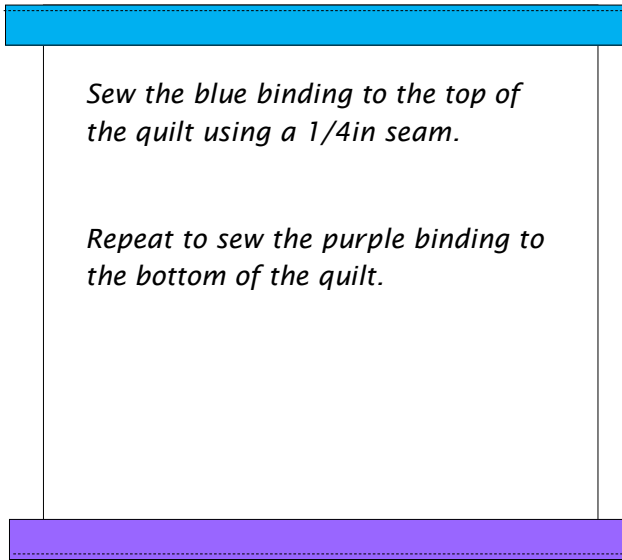 Sew the blue binding to the top of
the quilt using a 1/4in seam.
Repeat to sew the purple binding to
the bottom of the quilt.